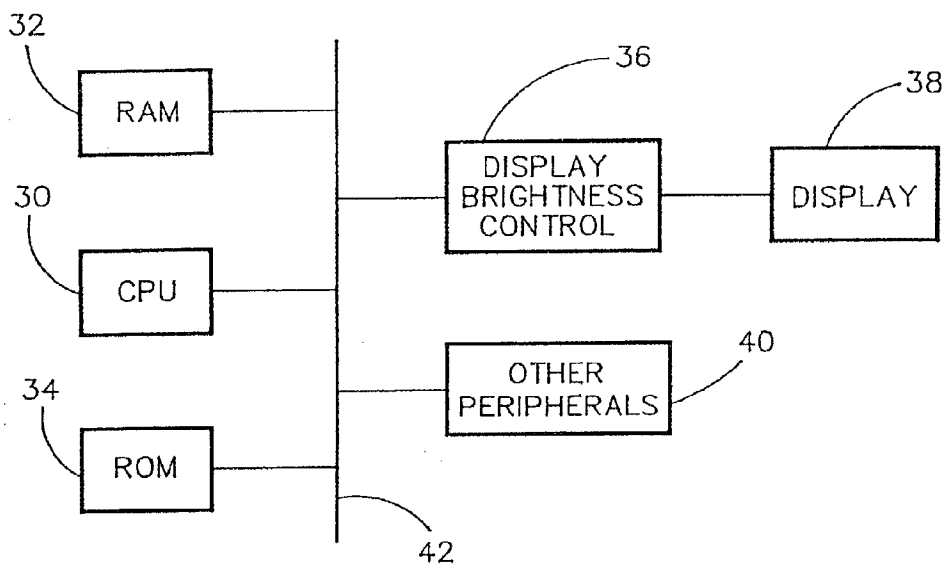 32
RAM
30
CPU
34
ROM
36
DISPLAY
BRIGHTNESS
CONTROL
38
DISPLAY
40
OTHER
PERIPHERALS
42